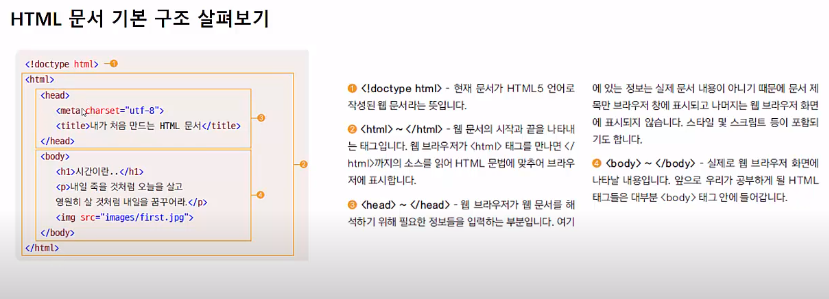 HTML 문서 기본 구조 살펴보기
<!doctype html> ❶
<html>
<head>
<meta charset="utf-8">
<title>내가 처음 만드는 HTML 문서</title> ❸
</head>
❷
<body>
<h1>시간이란..</h1>
<p>내일 죽을 것처럼 오늘을 살고
영원히 살 것처럼 내일을 꿈꾸어라.</p> ❹
<img src="images/first.jpg">
</body>
</html>
❶ <!doctype html> - 현재 문서가 HTML5 언어로
작성된 웹 문서라는 뜻입니다.
❷ <html> ~ </html> - 웹 문서의 시작과 끝을 나타내
는 태그입니다. 웹 브라우저가 <html> 태그를 만나면 </
html>까지의 소스를 읽어 HTML 문법에 맞추어 브라우
저에 표시합니다.
❸ <head> ~ </head> - 웹 브라우저가 웹 문서를 해
석하기 위해 필요한 정보들을 입력하는 부분입니다. 여기
에 있는 정보는 실제 문서 내용이 아니기 때문에 문서 제
목만 브라우저 창에 표시되고 나머지는 웹 브라우저 화면
에 표시되지 않습니다. 스타일 및 스크립트 등이 포함되
기도 합니다.
❹ <body> ~ </body> - 실제로 웹 브라우저 화면에
나타날 내용입니다. 앞으로 우리가 공부하게 될 HTML
태그들은 대부분 <body> 태그 안에 들어갑니다.